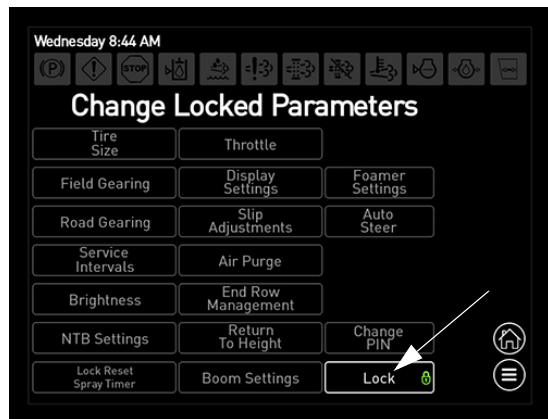 Wednesday 8:44 AM
(P) STOP
Change Locked Parameters
Tire
Size
Throttle
Field Gearing
Display
Settings
Foamer
Settings
Road Gearing
Slip
Adjustments
Auto
Steer
Service
Intervals
Air Purge
Brightness
End Row
Management
NTB Settings
Return
To Height
Change
PIN
Lock Reset
Spray Timer
Boom Settings
Lock